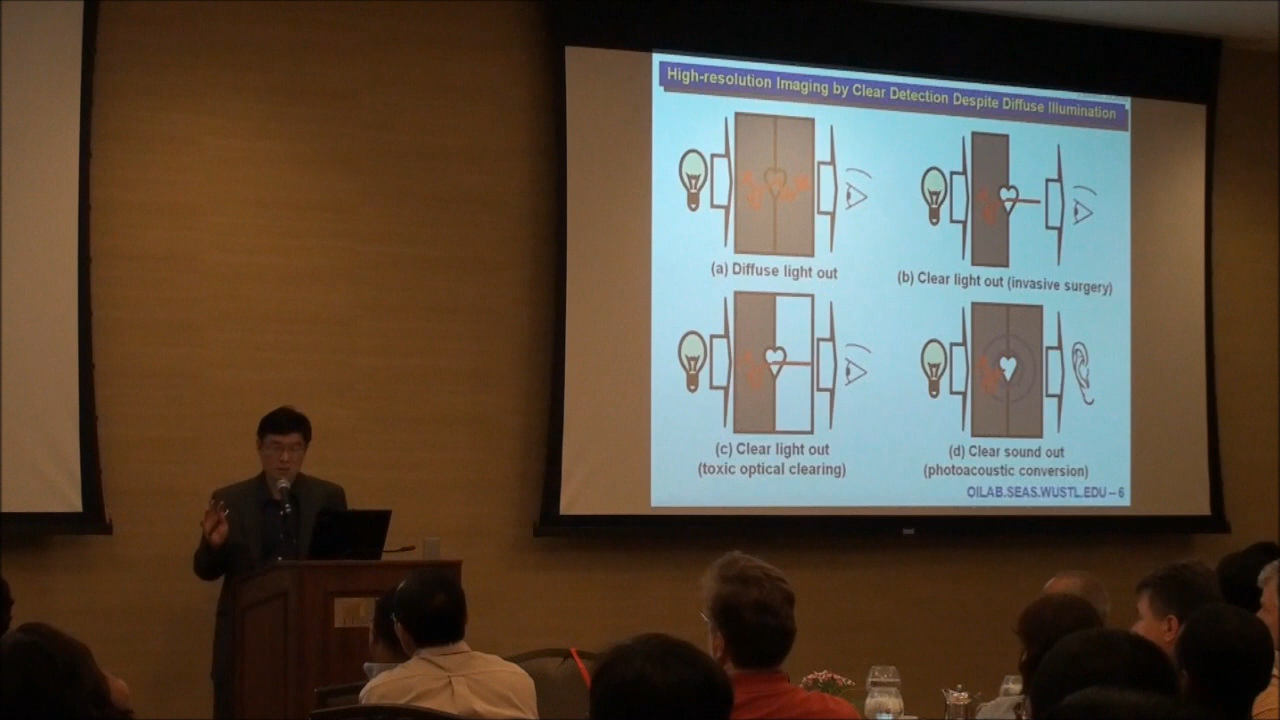 High-resolution Imaging by Clear Detection Despite Diffuse Illumination
(a) Diffuse light out
(b) Clear light out (invasive surgery)
(c) Clear light out
(toxic optical clearing)
(d) Clear sound out
(photoacoustic conversion)
OILAB.SEAS.WUSTL.EDU – 6